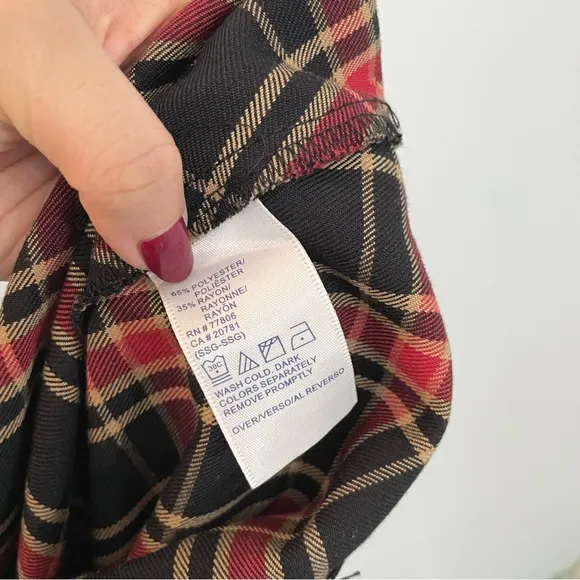 65% POLYESTER/
POLIÉSTER
35% RAYON/
RAYONNE/
RAYÓN
RN # 77806
CA # 20781
(SSG-SSG)
30C
WASH COLD, DARK
COLORS SEPARATELY
REMOVE PROMPTLY
OVER/VERSO/AL REVERSO